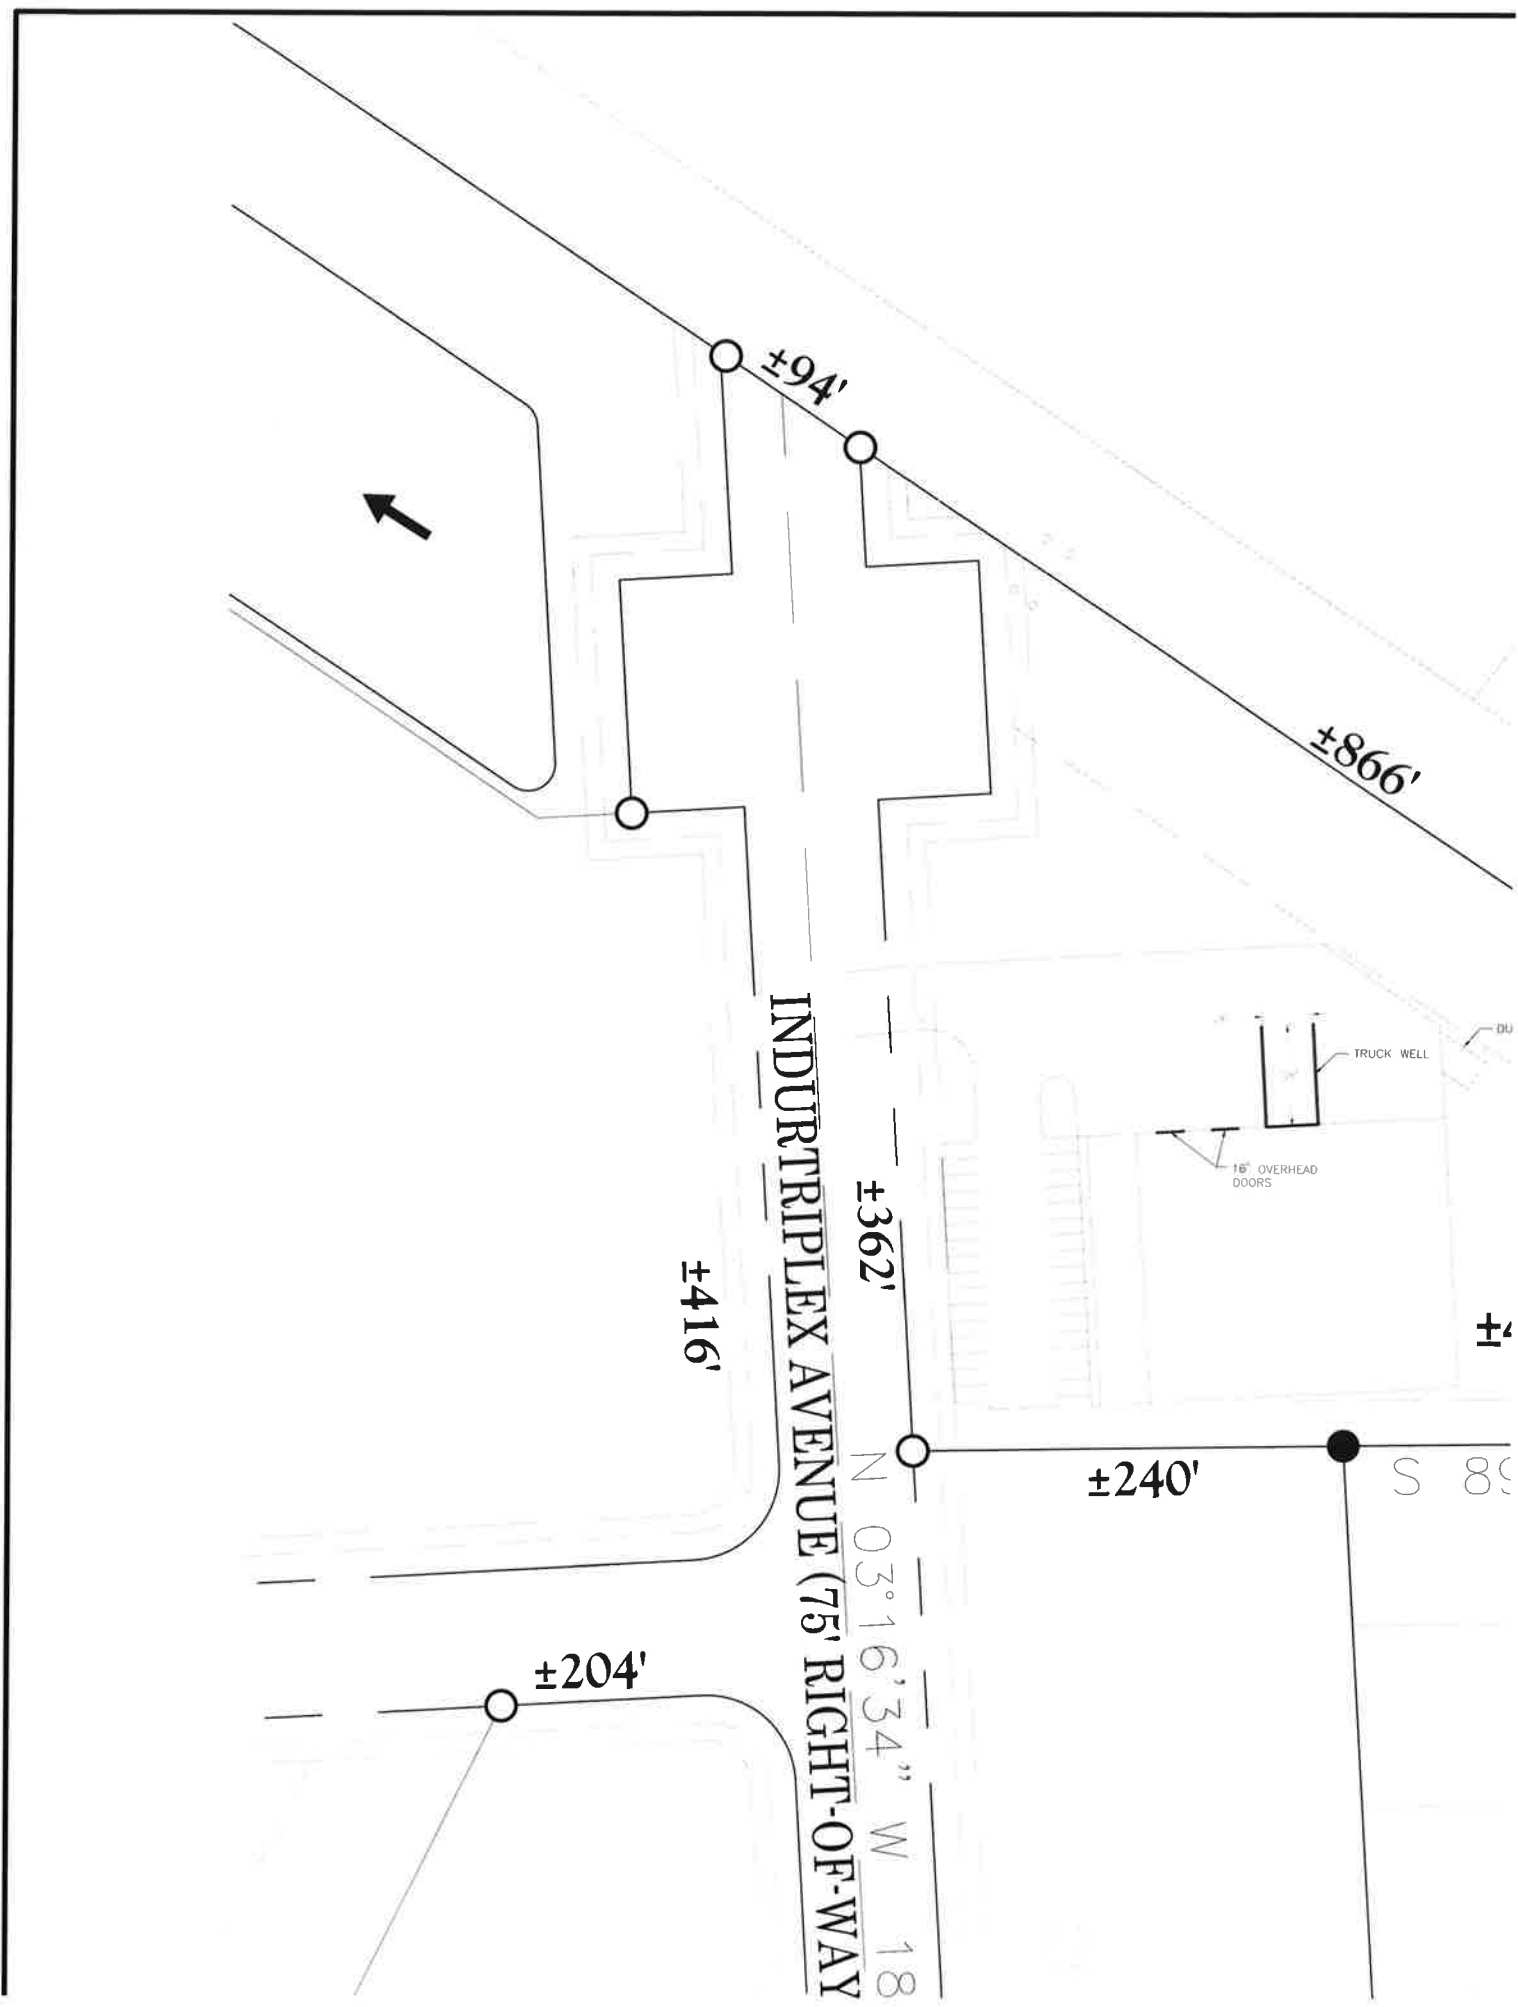 ±94'
±866'
TRUCK WELL
DU
16' OVERHEAD
DOORS
±362'
±416'
INDURTRIPLEX AVENUE (75' RIGHT-OF-WAY
±240'
S 89
N 03°16'34" W 18
±204'